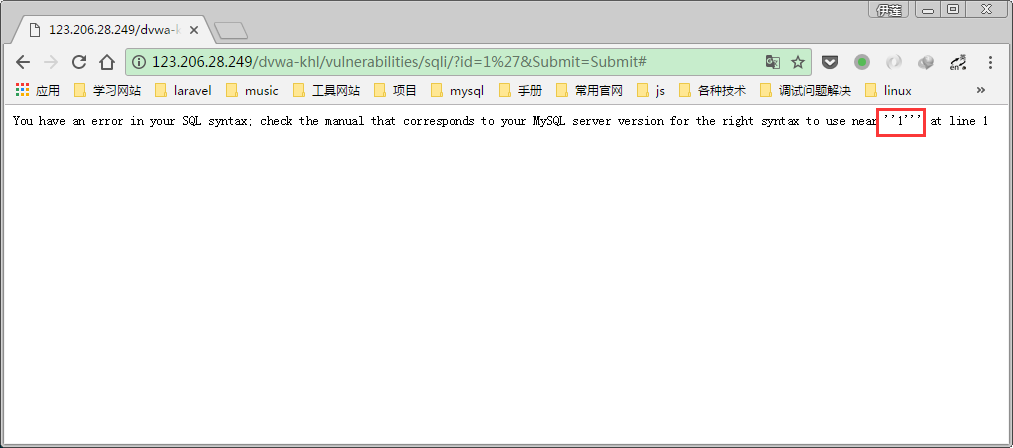 伊莲
123.206.28.249/dvwa-k
123.206.28.249/dvwa-khl/vulnerabilities/sqli/?id=1%27&Submit=Submit#
应用 学习网站 laravel music 工具网站 项目 mysql 手册 常用官网 js 各种技术 调试问题解决 linux »
You have an error in your SQL syntax; check the manual that corresponds to your MySQL server version for the right syntax to use near ''1''' at line 1